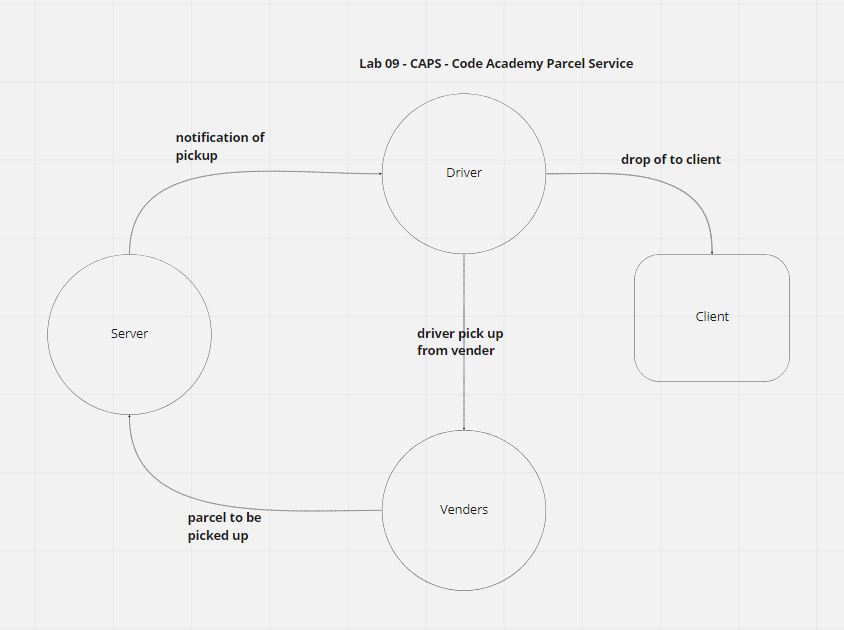 Lab 09 - CAPS - Code Academy Parcel Service
notification of
pickup
Driver
drop of to client
Server
driver pick up
from vender
Client
parcel to be
picked up
Venders